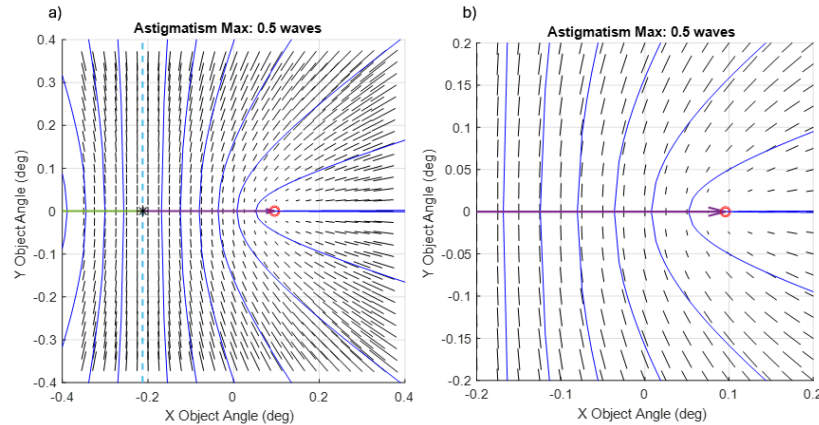 a)
Astigmatism Max: 0.5 waves
0.4
0.3
0.2
0.1
0
-0.1
-0.2
-0.3
-0.4
Y Object Angle (deg)
-0.4 -0.2 0 0.2 0.4
X Object Angle (deg)
b)
Astigmatism Max: 0.5 waves
0.2
0.15
0.1
0.05
0
-0.05
-0.1
-0.15
-0.2
Y Object Angle (deg)
-0.2 -0.1 0 0.1 0.2
X Object Angle (deg)